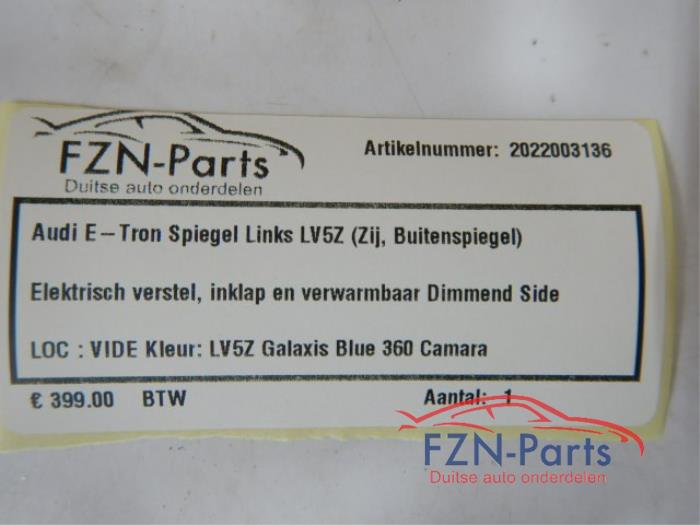 FZN-Parts
Duitse auto onderdelen
Artikelnummer: 2022003136
Audi E-Tron Spiegel Links LV5Z (Zij, Buitenspiegel)
Elektrisch verstel, inklap en verwarmbaar Dimmend Side
LOC : VIDE Kleur: LV5Z Galaxis Blue 360 Camara
€ 399.00 BTW Aantal: 1
FZN-Parts
Duitse auto onderdelen